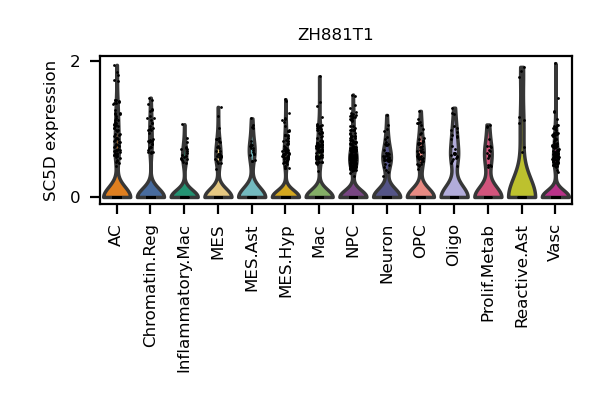 ZH881T1
SC5D expression
2
0
AC
Chromatin.Reg
Inflammatory.Mac
MES
MES.Ast
MES.Hyp
Mac
NPC
Neuron
OPC
Oligo
Prolif.Metab
Reactive.Ast
Vasc